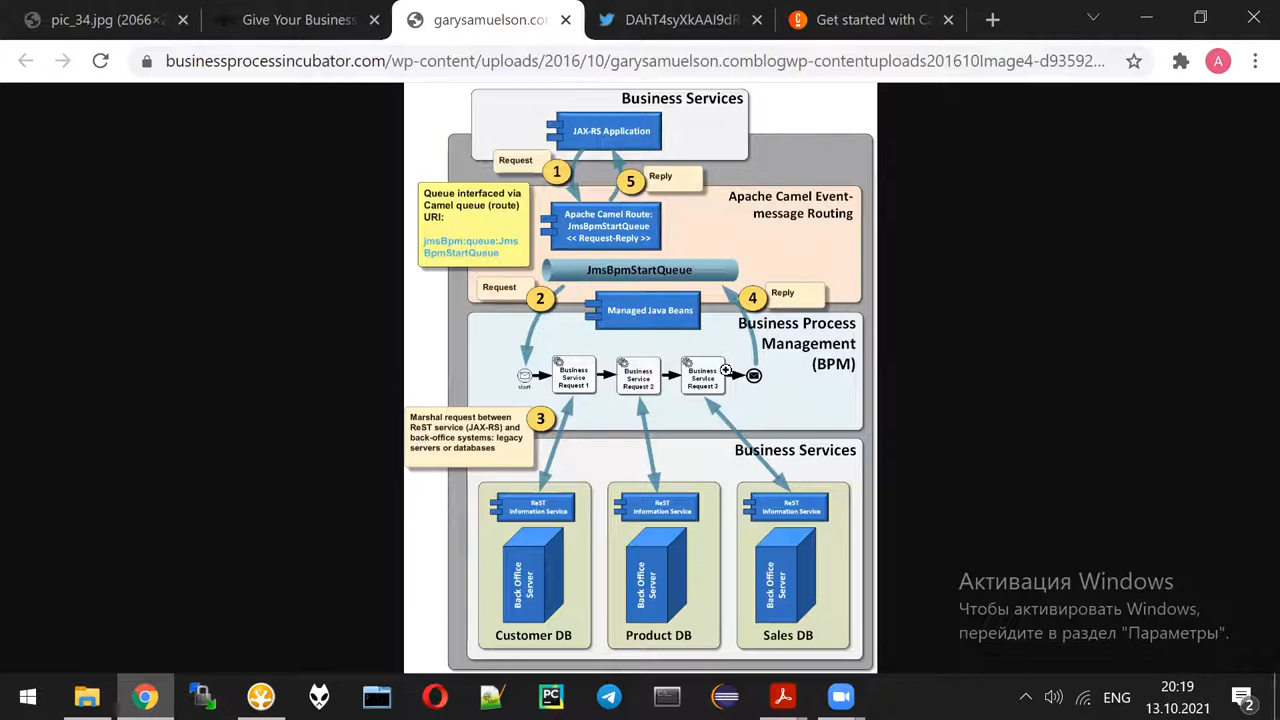 pic_34.jpg (2066×
Give Your Business
garysamuelson.co
DAhT4syXkAAI9dR
Get started with Ca
businessprocessincubator.com/wp-content/uploads/2016/10/garysamuelson.comblogwp-contentuploads201610Image4-d93592...
A
Business Services
JAX-RS Application
Request
1
5
Reply
Queue interfaced via
Camel queue (route)
URI:
jmsBpm:queue:Jms
BpmStartQueue
Apache Camel Event-
message Routing
Apache Camel Route:
JmsBpmStartQueue
<< Request-Reply >>
JmsBpmStartQueue
Request
2
4
Reply
Managed Java Beans
Business Process
Management
(BPM)
start
Business
Service
Request 1
Business
Service
Request 2
Business
Service
Request 3
Marshal request between
ReST service (JAX-RS) and
back-office systems: legacy
servers or databases
3
Business Services
ReST
Information Service
ReST
Information Service
ReST
Information Service
Back Office
Server
Back Office
Server
Back Office
Server
Customer DB
Product DB
Sales DB
Активация Windows
Чтобы активировать Windows,
перейдите в раздел "Параметры".
PC
ENG
20:19
13.10.2021
2